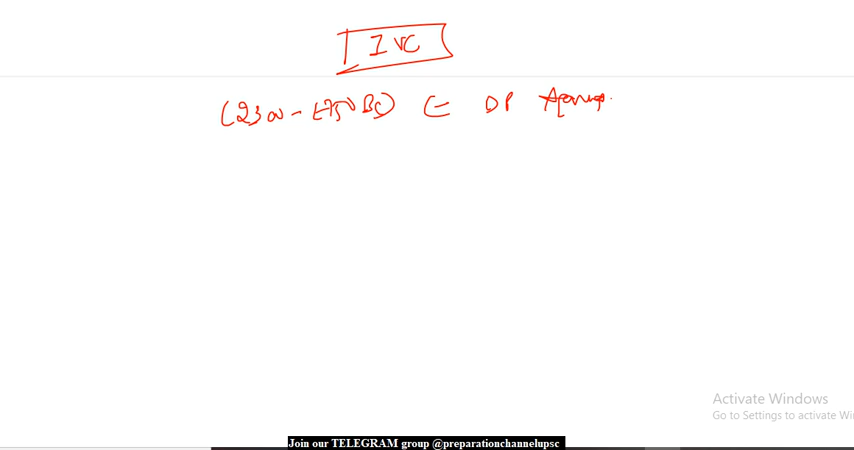 IVC
(2300 - 1750 BC) ← DP
Activate Windows
Go to Settings to activate Wi
Join our TELEGRAM group @preparationchannelupsc